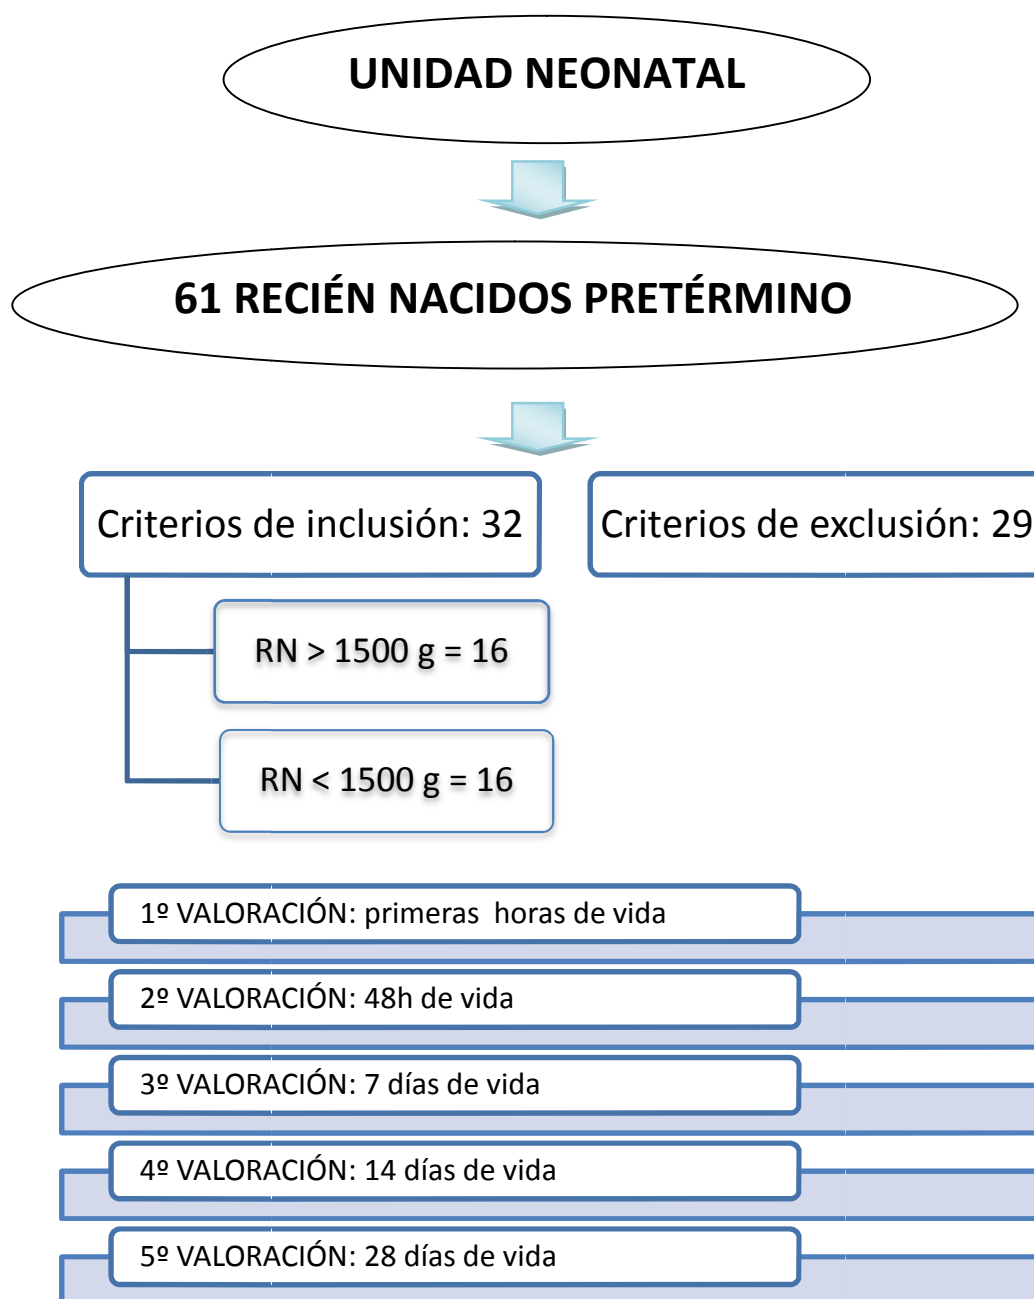 UNIDAD NEONATAL
61 RECIÉN NACIDOS PRETÉRMINO
Criterios de inclusión: 32
Criterios de exclusión: 29
RN > 1500 g = 16
RN < 1500 g = 16
1º VALORACIÓN: primeras horas de vida
2º VALORACIÓN: 48h de vida
3º VALORACIÓN: 7 días de vida
4º VALORACIÓN: 14 días de vida
5º VALORACIÓN: 28 días de vida